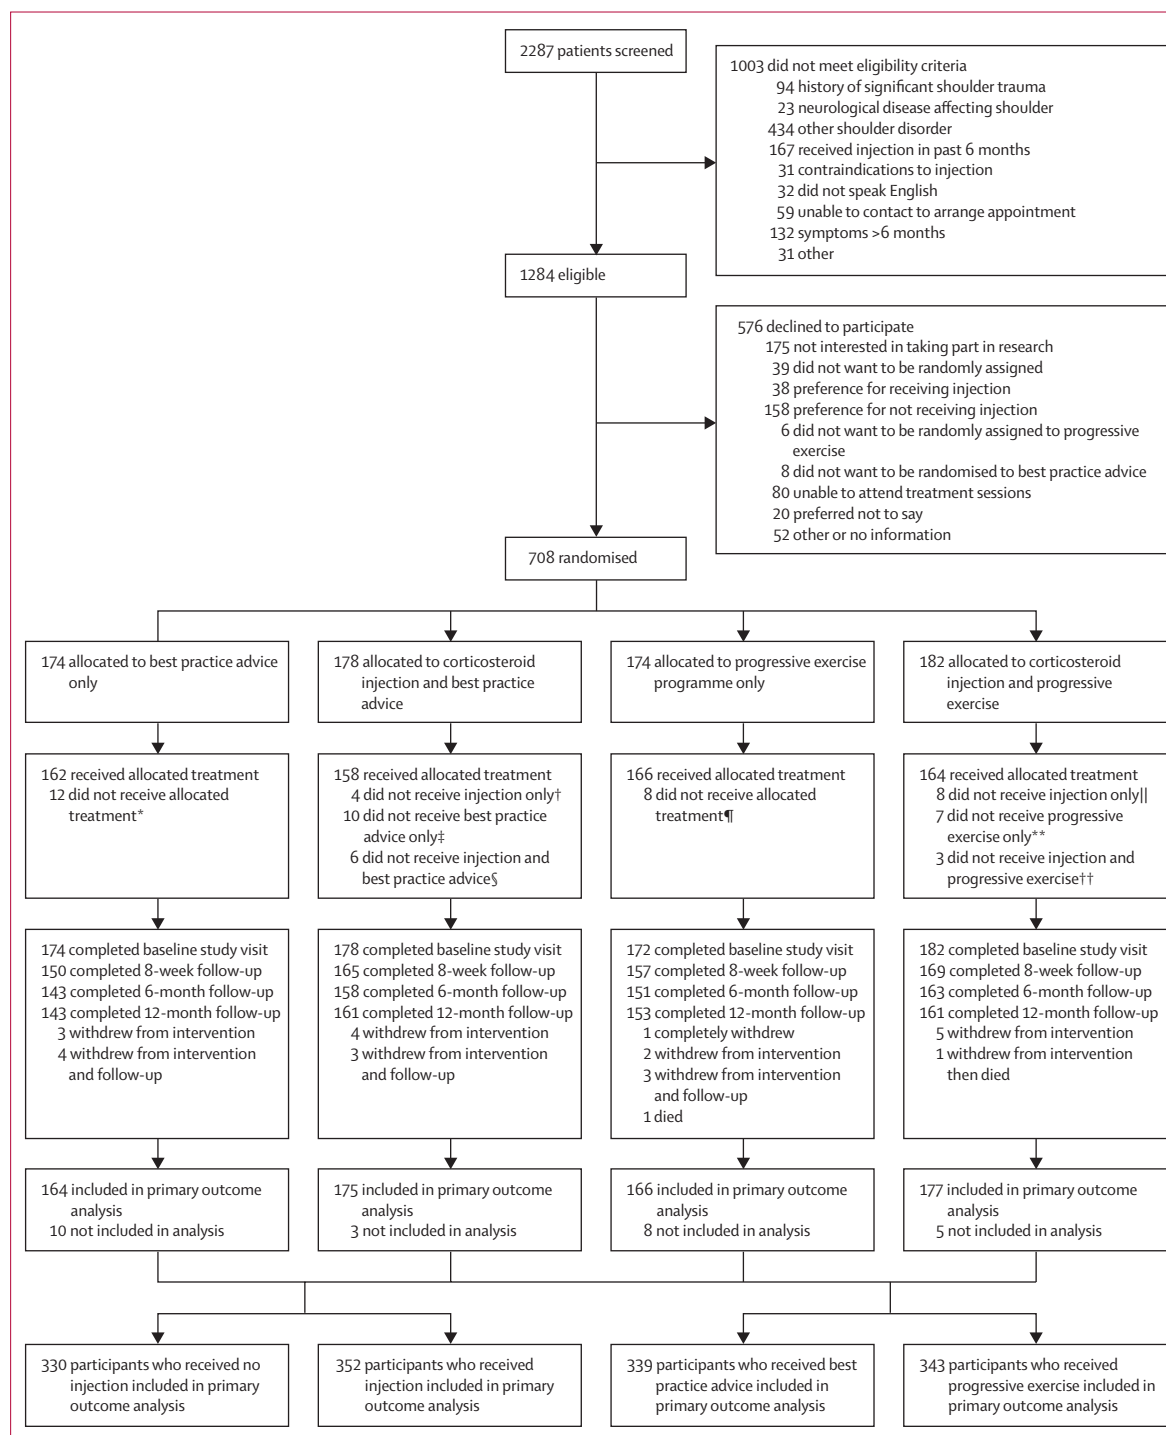 2287 patients screened
1003 did not meet eligibility criteria
94 history of significant shoulder trauma
23 neurological disease affecting shoulder
434 other shoulder disorder
167 received injection in past 6 months
31 contraindications to injection
32 did not speak English
59 unable to contact to arrange appointment
132 symptoms >6 months
31 other
1284 eligible
576 declined to participate
175 not interested in taking part in research
39 did not want to be randomly assigned
38 preference for receiving injection
158 preference for not receiving injection
6 did not want to be randomly assigned to progressive
exercise
8 did not want to be randomised to best practice advice
80 unable to attend treatment sessions
20 preferred not to say
52 other or no information
708 randomised
174 allocated to best practice advice
only
178 allocated to corticosteroid
injection and best practice
advice
174 allocated to progressive exercise
programme only
182 allocated to corticosteroid
injection and progressive
exercise
162 received allocated treatment
12 did not receive allocated
treatment*
158 received allocated treatment
4 did not receive injection only†
10 did not receive best practice
advice only‡
6 did not receive injection and
best practice advice§
166 received allocated treatment
8 did not receive allocated
treatment¶
164 received allocated treatment
8 did not receive injection only||
7 did not receive progressive
exercise only**
3 did not receive injection and
progressive exercise††
174 completed baseline study visit
150 completed 8-week follow-up
143 completed 6-month follow-up
143 completed 12-month follow-up
3 withdrew from intervention
4 withdrew from intervention
and follow-up
178 completed baseline study visit
165 completed 8-week follow-up
158 completed 6-month follow-up
161 completed 12-month follow-up
4 withdrew from intervention
3 withdrew from intervention
and follow-up
172 completed baseline study visit
157 completed 8-week follow-up
151 completed 6-month follow-up
153 completed 12-month follow-up
1 completely withdrew
2 withdrew from intervention
3 withdrew from intervention
and follow-up
1 died
182 completed baseline study visit
169 completed 8-week follow-up
163 completed 6-month follow-up
161 completed 12-month follow-up
5 withdrew from intervention
1 withdrew from intervention
then died
164 included in primary outcome
analysis
10 not included in analysis
175 included in primary outcome
analysis
3 not included in analysis
166 included in primary outcome
analysis
8 not included in analysis
177 included in primary outcome
analysis
5 not included in analysis
330 participants who received no
injection included in primary
outcome analysis
352 participants who received
injection included in primary
outcome analysis
339 participants who received best
practice advice included in
primary outcome analysis
343 participants who received
progressive exercise included in
primary outcome analysis